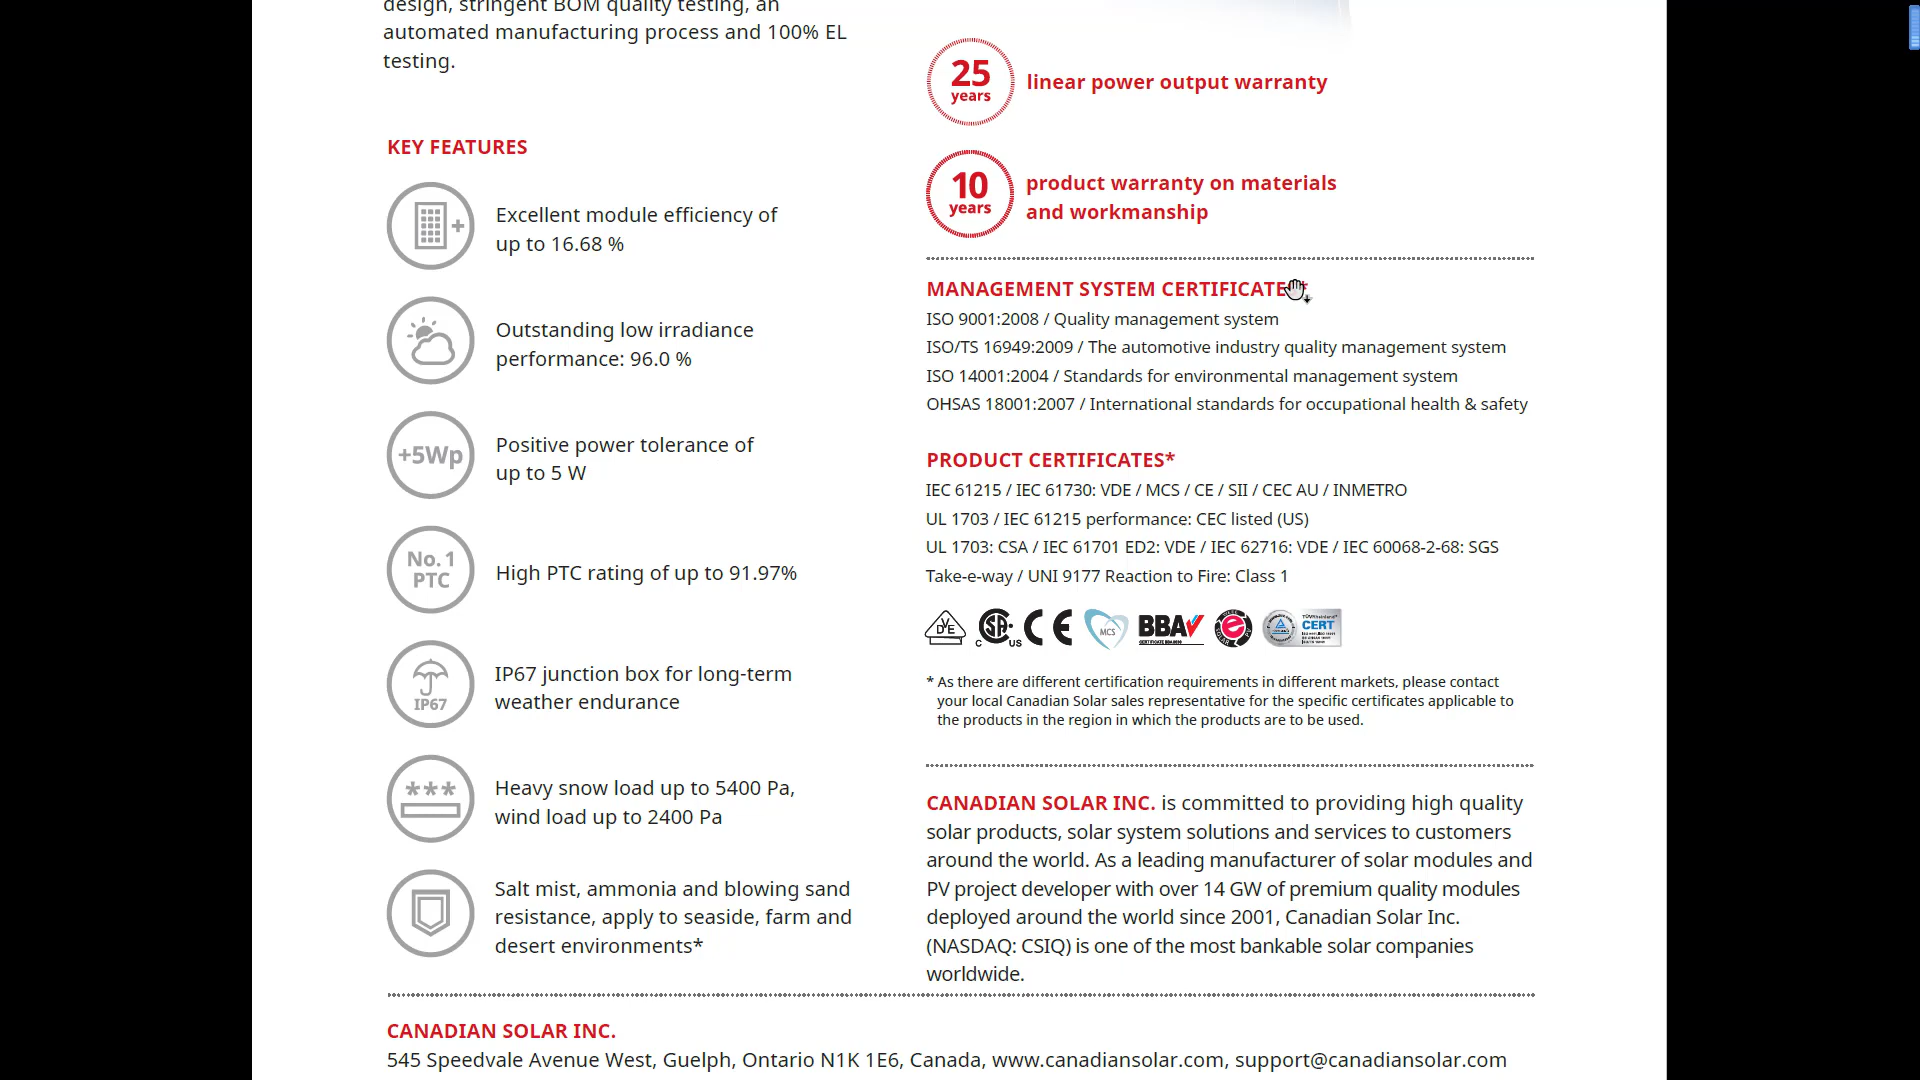 design, stringent BOM quality testing, an
automated manufacturing process and 100% EL
testing.
KEY FEATURES
Excellent module efficiency of
up to 16.68 %
Outstanding low irradiance
performance: 96.0 %
+5Wp
Positive power tolerance of
up to 5 W
No. 1
PTC
High PTC rating of up to 91.97%
IP67
IP67 junction box for long-term
weather endurance
***
Heavy snow load up to 5400 Pa,
wind load up to 2400 Pa
Salt mist, ammonia and blowing sand
resistance, apply to seaside, farm and
desert environments*
25
years
linear power output warranty
10
years
product warranty on materials
and workmanship
MANAGEMENT SYSTEM CERTIFICATE
ISO 9001:2008 / Quality management system
ISO/TS 16949:2009 / The automotive industry quality management system
ISO 14001:2004 / Standards for environmental management system
OHSAS 18001:2007 / International standards for occupational health & safety
PRODUCT CERTIFICATES*
IEC 61215 / IEC 61730: VDE / MCS / CE / SII / CEC AU / INMETRO
UL 1703 / IEC 61215 performance: CEC listed (US)
UL 1703: CSA / IEC 61701 ED2: VDE / IEC 62716: VDE / IEC 60068-2-68: SGS
Take-e-way / UNI 9177 Reaction to Fire: Class 1
VDE
C SA US
CE
MCS
BBA
e
CERT
* As there are different certification requirements in different markets, please contact
your local Canadian Solar sales representative for the specific certificates applicable to
the products in the region in which the products are to be used.
CANADIAN SOLAR INC. is committed to providing high quality
solar products, solar system solutions and services to customers
around the world. As a leading manufacturer of solar modules and
PV project developer with over 14 GW of premium quality modules
deployed around the world since 2001, Canadian Solar Inc.
(NASDAQ: CSIQ) is one of the most bankable solar companies
worldwide.
CANADIAN SOLAR INC.
545 Speedvale Avenue West, Guelph, Ontario N1K 1E6, Canada, www.canadiansolar.com, support@canadiansolar.com